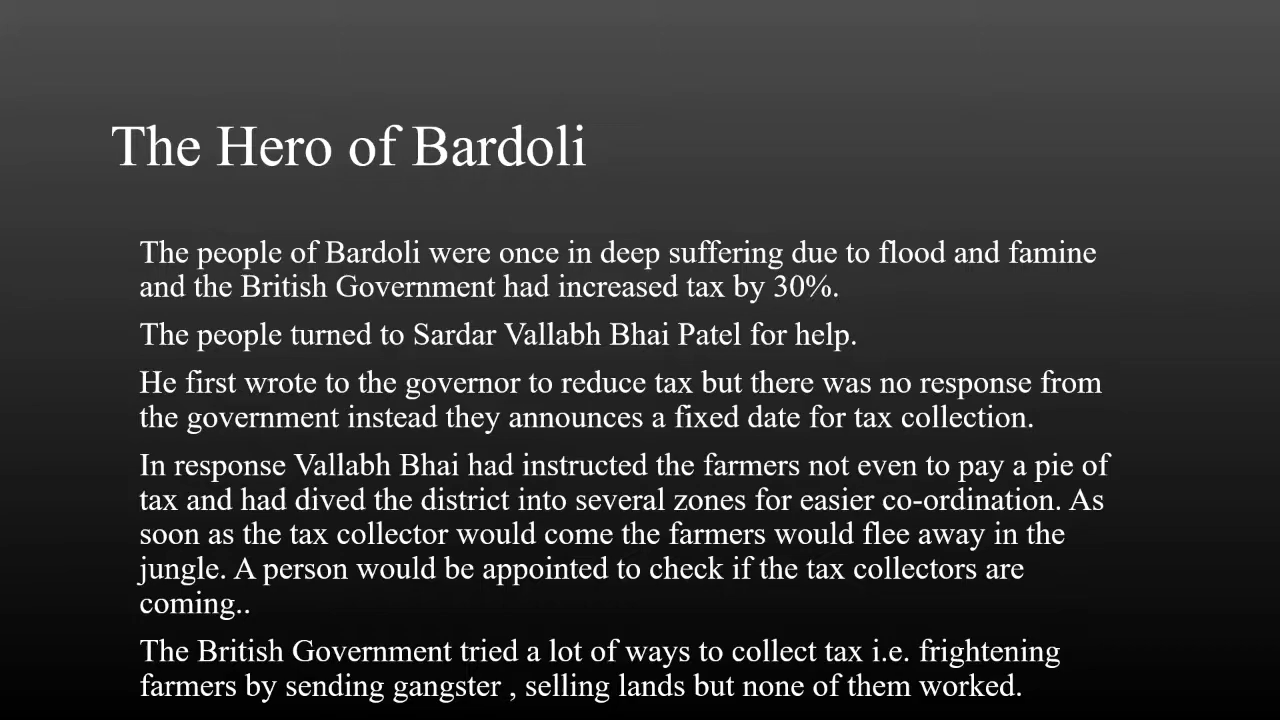 The Hero of Bardoli
The people of Bardoli were once in deep suffering due to flood and famine
and the British Government had increased tax by 30%.
The people turned to Sardar Vallabh Bhai Patel for help.
He first wrote to the governor to reduce tax but there was no response from
the government instead they announces a fixed date for tax collection.
In response Vallabh Bhai had instructed the farmers not even to pay a pie of
tax and had dived the district into several zones for easier co-ordination. As
soon as the tax collector would come the farmers would flee away in the
jungle. A person would be appointed to check if the tax collectors are
coming..
The British Government tried a lot of ways to collect tax i.e. frightening
farmers by sending gangster , selling lands but none of them worked.